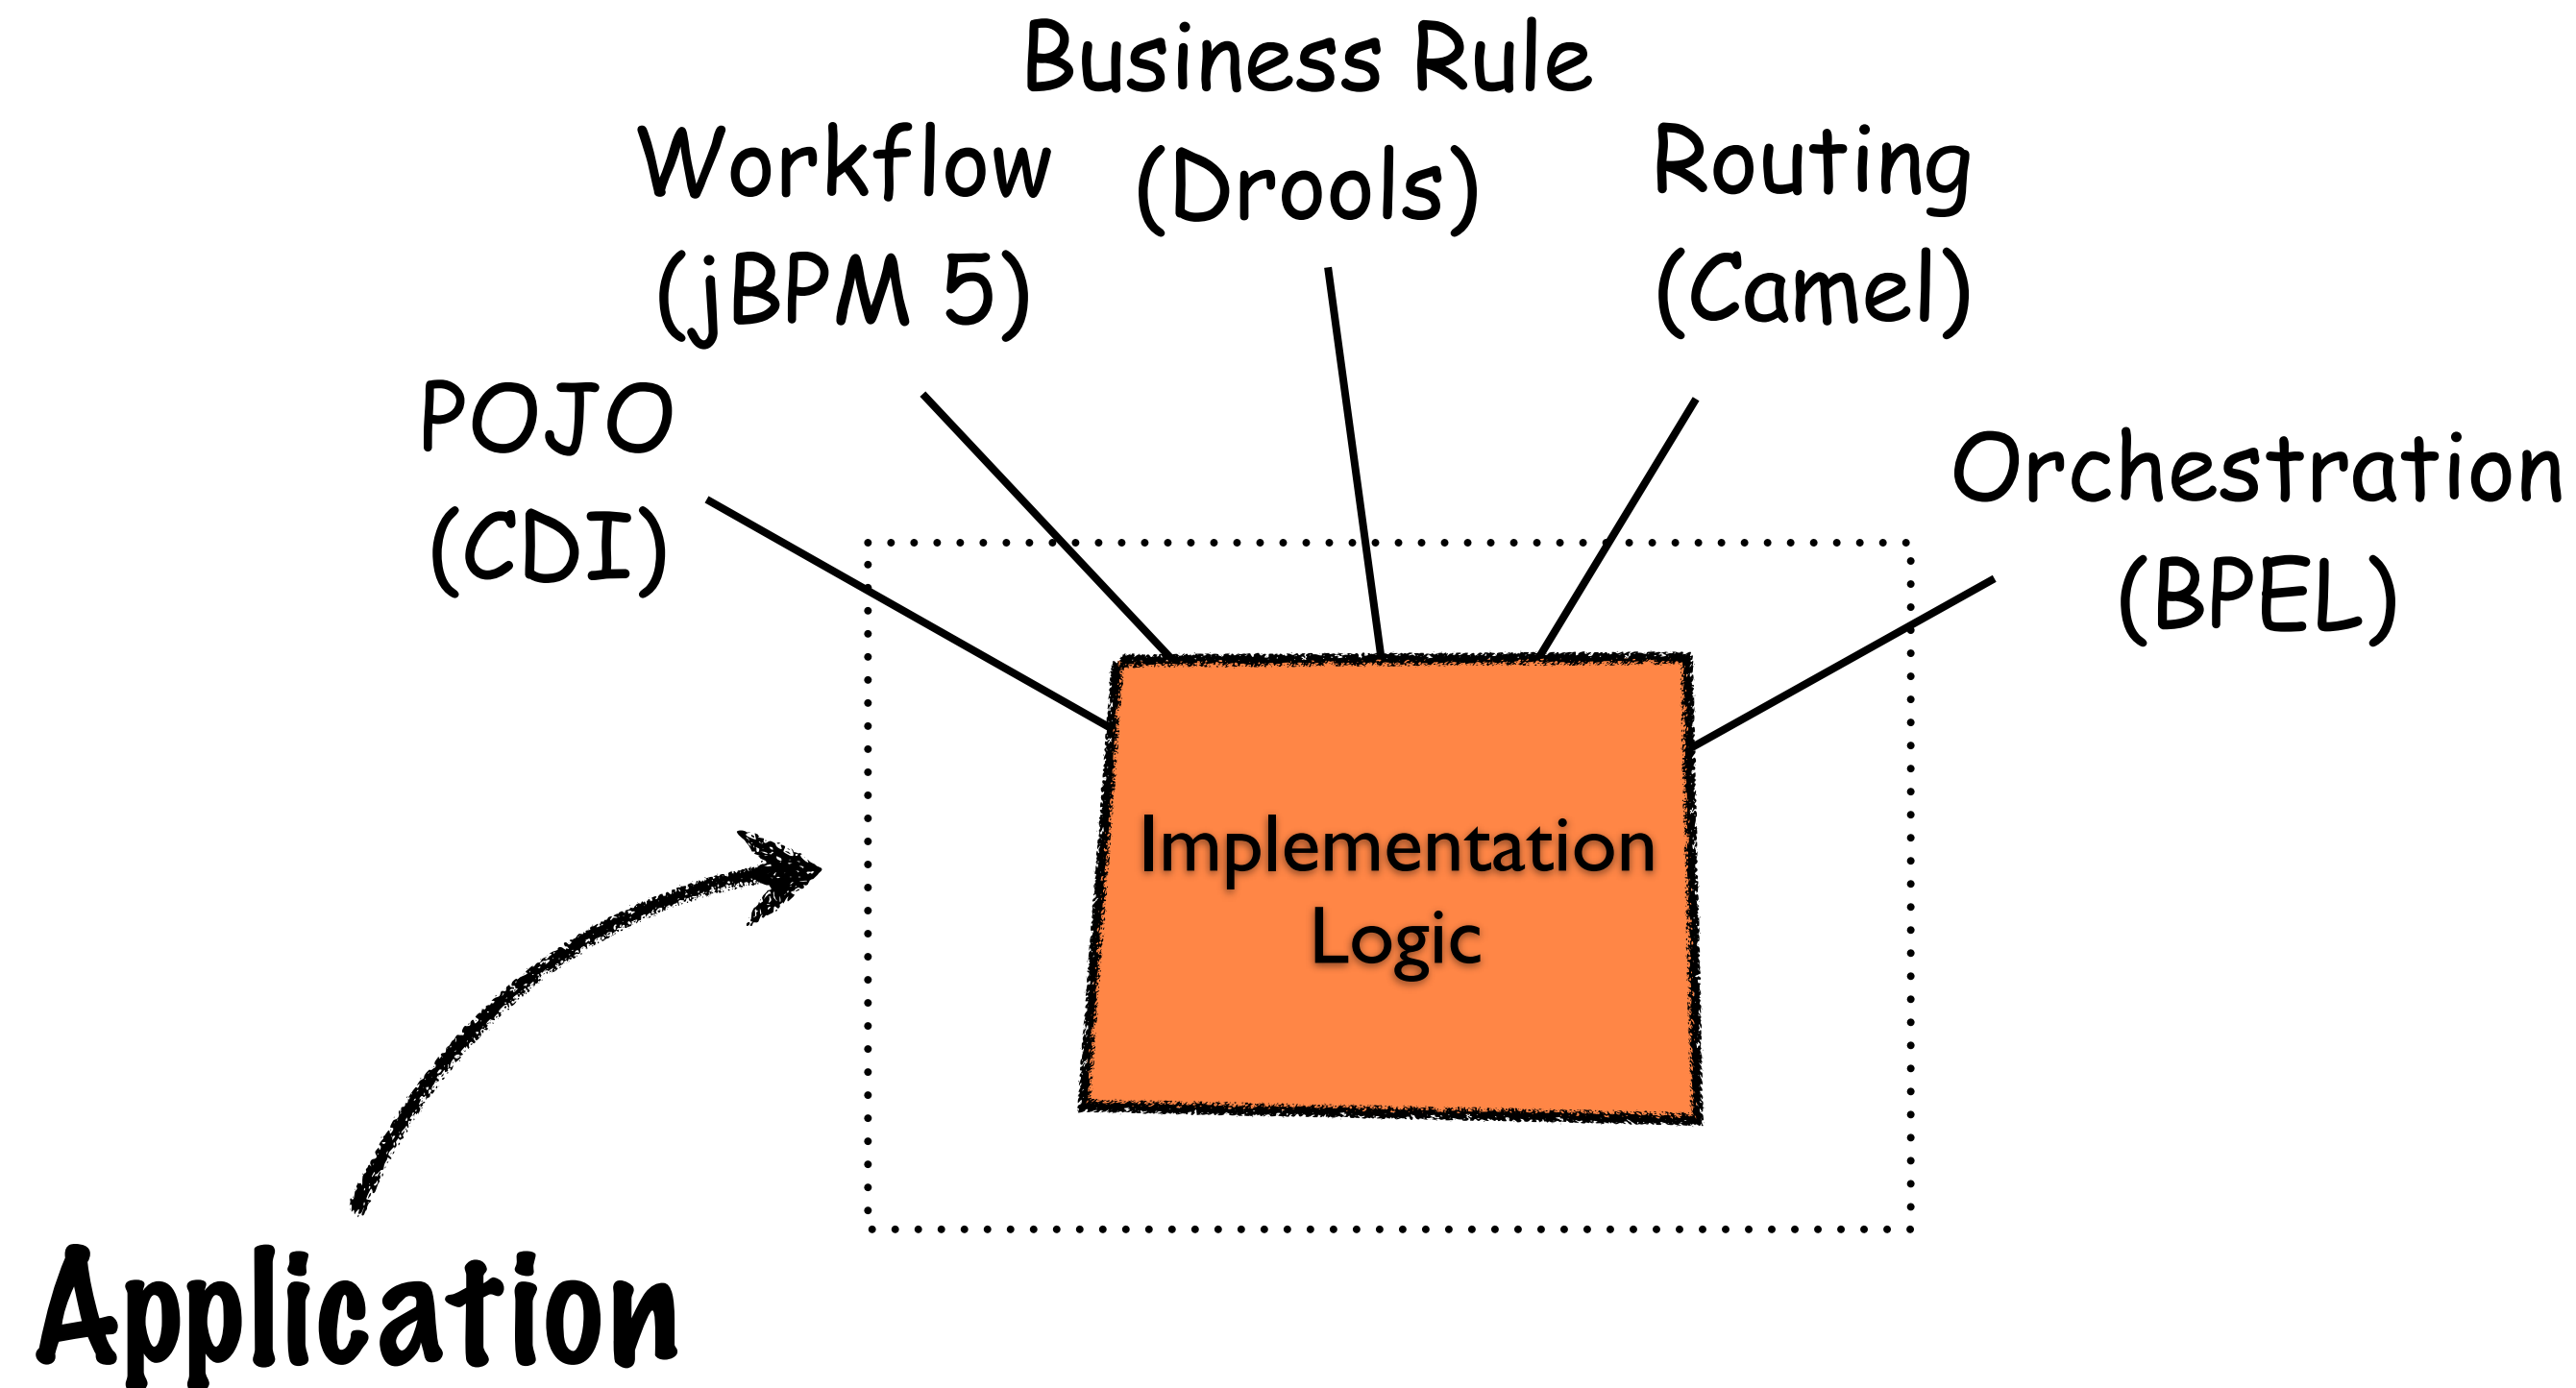 Business Rule
(Drools)
Workflow
(jBPM 5)
Routing
(Camel)
POJO
(CDI)
Orchestration
(BPEL)
Implementation
Logic
Application